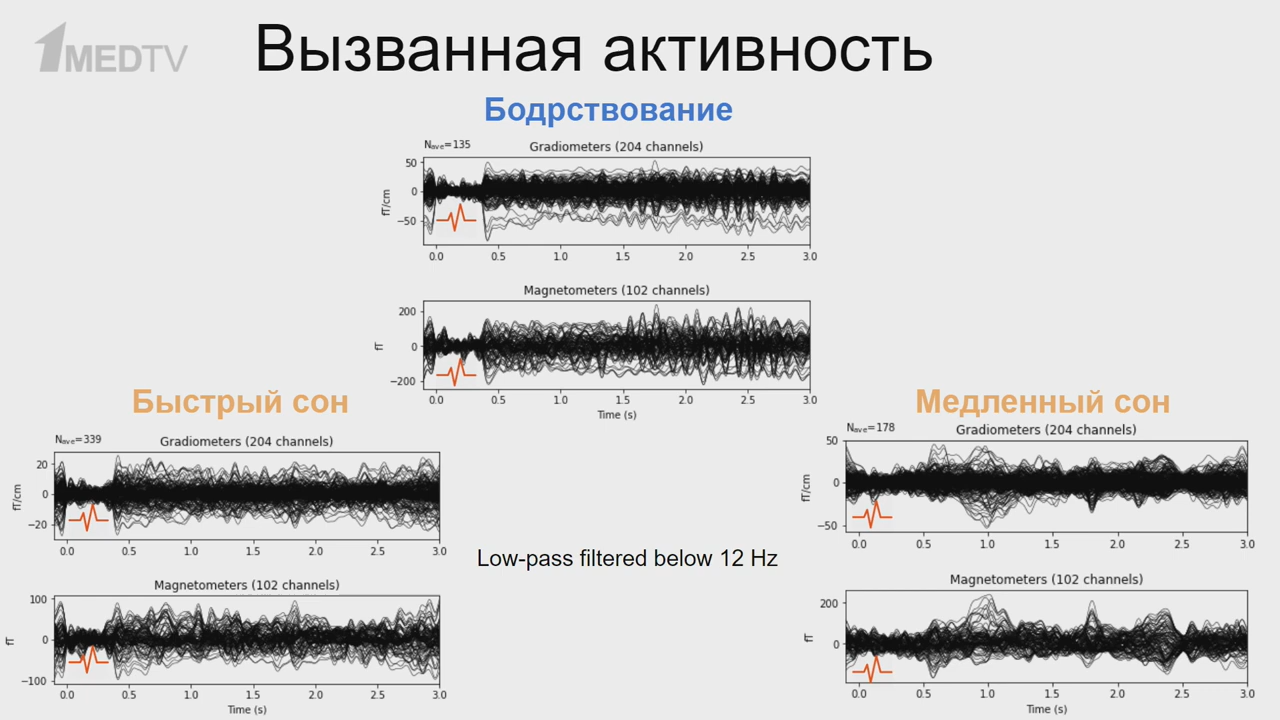 1MEDTV
Вызванная активность
Бодрствование
Nave=135
Gradiometers (204 channels)
fT/cm
50
0
−50
0.0 0.5 1.0 1.5 2.0 2.5 3.0
Magnetometers (102 channels)
fT
200
0
−200
Time (s)
0.0 0.5 1.0 1.5 2.0 2.5 3.0
Быстрый сон
Nave=339
Gradiometers (204 channels)
fT/cm
20
0
−20
0.0 0.5 1.0 1.5 2.0 2.5 3.0
Magnetometers (102 channels)
fT
100
0
−100
0.0 0.5 1.0 1.5 2.0 2.5 3.0
Time (s)
Low-pass filtered below 12 Hz
Медленный сон
Nave=178
Gradiometers (204 channels)
fT/cm
50
0
−50
0.0 0.5 1.0 1.5 2.0 2.5 3.0
Magnetometers (102 channels)
fT
200
0
0.0 0.5 1.0 1.5 2.0 2.5 3.0
Time (s)